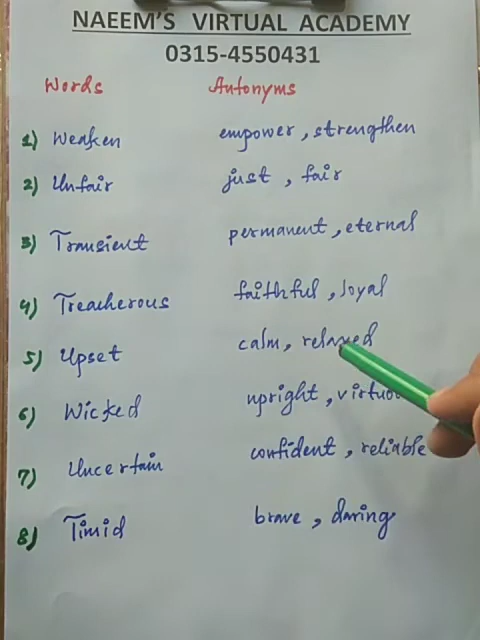 NAEEM'S VIRTUAL ACADEMY
0315-4550431
Words Antonyms
1) Weaken empower, strengthen
2) Unfair just, fair
3) Transient permanent, eternal
4) Treacherous faithful, loyal
5) Upset calm, relaxed
6) Wicked upright,
7) Uncertain confident, reliable
8) Timid brave, daring